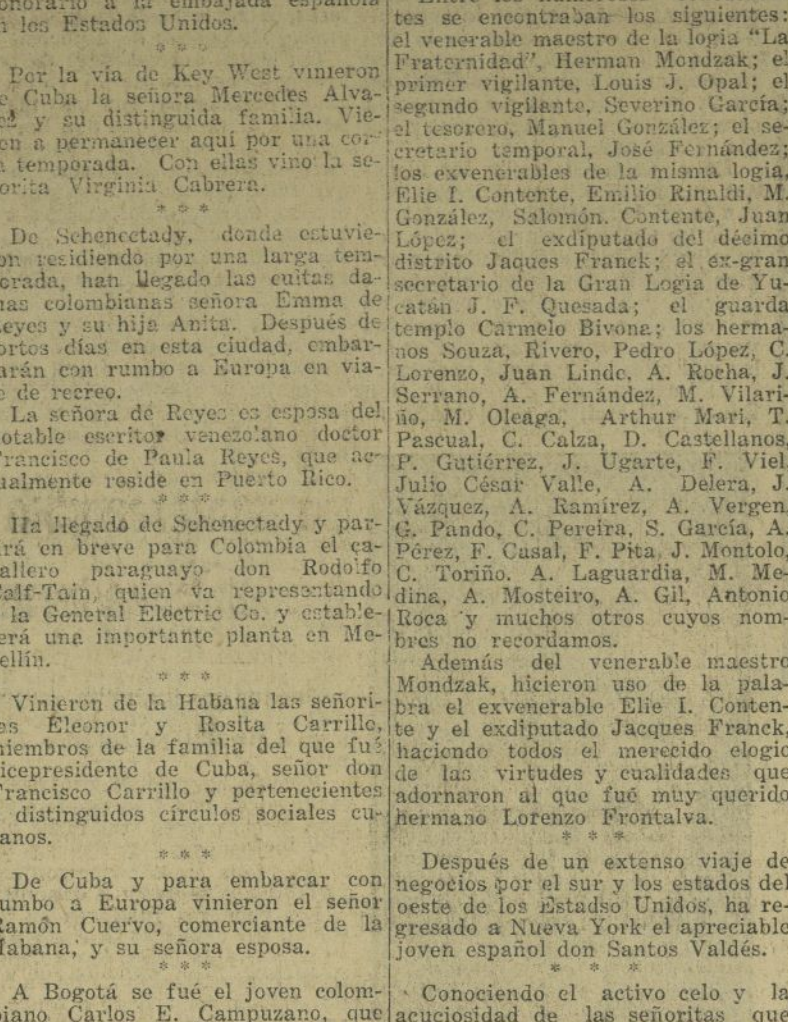 honorario a la embajada española
n los Estados Unidos.
* * *
Por la vía de Key West vinieron
e Cuba la señora Mercedes Alva-
y su distinguida familia. Vie-
en a permanecer aquí por una cor-
a temporada. Con ellas vino la se-
orita Virginia Cabrera.
* * *
De Schenectady, donde estuvie-
on residiendo por una larga tem-
orada, han llegado las cultas da-
mas colombianas señora Emma de
Reyes y su hija Anita. Después de
cortos días en esta ciudad, embar-
arán con rumbo a Europa en via-
e de recreo.
La señora de Reyes es esposa del
notable escritor venezolano doctor
Francisco de Paula Reyes, que ac-
ualmente reside en Puerto Rico.
* * *
Ha llegado de Schenectady y par-
irá en breve para Colombia el ca-
allero paraguayo don Rodolfo
Calf-Tain, quien va representando
la General Electric Co. y estable-
erá una importante planta en Me-
ellín.
* * *
Vinieron de la Habana las señori-
as Eleonor y Rosita Carrillo,
miembros de la familia del que fué
vicepresidente de Cuba, señor don
Francisco Carrillo y pertenecientes
distinguidos círculos sociales cu-
anos.
* * *
De Cuba y para embarcar con
rumbo a Europa vinieron el señor
Ramón Cuervo, comerciante de la
Habana, y su señora esposa.
* * *
A Bogotá se fué el joven colom-
biano Carlos E. Campuzano, que
tes se encontraban los siguientes:
el venerable maestro de la logia "La
Fraternidad", Herman Mondzak; el
primer vigilante, Louis J. Opal; el
segundo vigilante, Severino García;
el tesorero, Manuel González; el se-
cretario temporal, José Fernández;
los exvenerables de la misma logia,
Elie I. Contente, Emilio Rinaldi, M.
González, Salomón. Contente, Juan
López; el exdiputado del décimo
distrito Jaques Franck; el ex-gran
secretario de la Gran Logia de Yu-
catán J. F. Quesada; el guarda
templo Carmelo Bivona; los herma-
nos Souza, Rivero, Pedro López, C.
Lorenzo, Juan Linde. A. Rocha, J.
Serrano, A. Fernández, M. Vilari-
ño, M. Oleaga, Arthur Mari, T.
Pascual, C. Calza, D. Castellanos,
P. Gutiérrez, J. Ugarte, F. Viel
Julio César Valle, A. Delera, J.
Vázquez, A. Ramírez, A. Vergen
G. Pando, C. Pereira, S. García, A.
Pérez, F. Casal, F. Pita, J. Montolo,
C. Toriño. A. Laguardia, M. Me-
dina, A. Mosteiro, A. Gil, Antonio
Roca y muchos otros cuyos nom-
bres no recordamos.
Además del venerable maestro
Mondzak, hicieron uso de la pala-
bra el exvenerable Elie I. Conten-
te y el exdiputado Jacques Franck,
haciendo todos el merecido elogio
de las virtudes y cualidades que
adornaron al que fué muy querido
hermano Lorenzo Frontalva.
* * *
Después de un extenso viaje de
negocios por el sur y los estados del
oeste de los Estadso Unidos, ha re-
gresado a Nueva York el apreciable
joven español don Santos Valdés.
* * *
Conociendo el activo celo y la
acuciosidad de las señoritas que